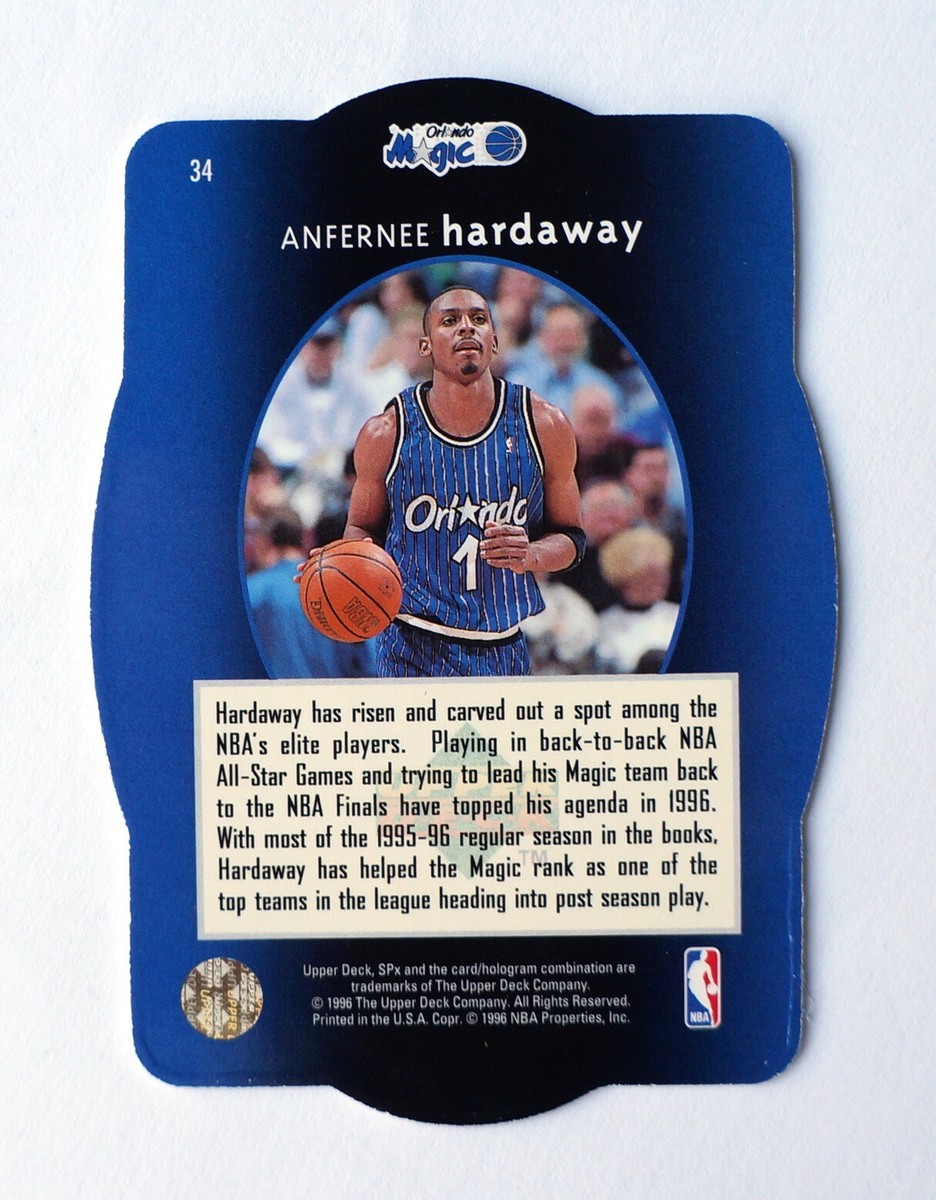 34
Orlando
Magic
ANFERNEE hardaway
Orlando
1
Hardaway has risen and carved out a spot among the
NBA's elite players. Playing in back-to-back NBA
All-Star Games and trying to lead his Magic team back
to the NBA Finals have topped his agenda in 1996.
With most of the 1995-96 regular season in the books,
Hardaway has helped the Magic rank as one of the
top teams in the league heading into post season play.
UPPER
DECK
TM
Upper Deck, SPx and the card/hologram combination are
trademarks of The Upper Deck Company.
© 1996 The Upper Deck Company. All Rights Reserved.
Printed in the U.S.A. Copr. © 1996 NBA Properties, Inc.
NBA